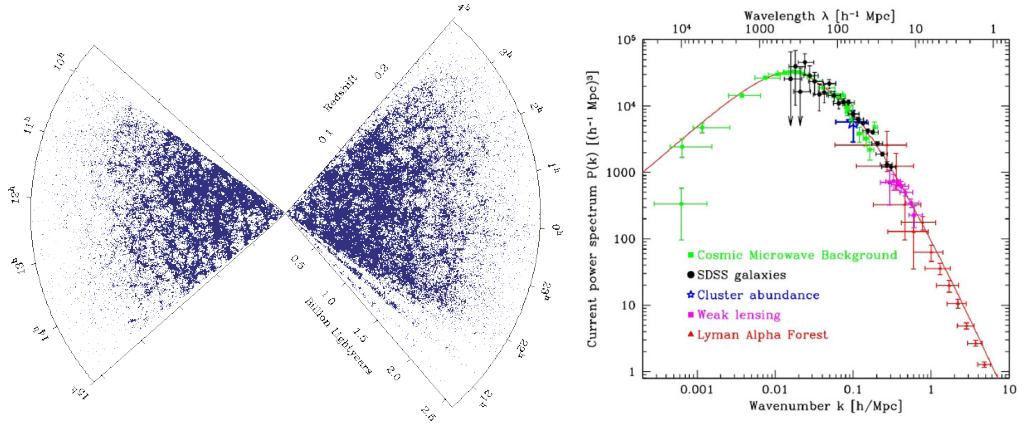 10ʰ
11ʰ
12ʰ
13ʰ
14ʰ
15ʰ
4ʰ
3ʰ
2ʰ
1ʰ
0ʰ
23ʰ
22ʰ
21ʰ
Redshift
0.1
0.2
0.5
1.0
1.5
2.0
2.5
Billion lightyears
Wavelength λ [h⁻¹ Mpc]
10⁴ 1000 100 10 1
Current power spectrum P(k) [(h⁻¹ Mpc)³]
10⁵
10⁴
1000
100
10
1
Cosmic Microwave Background
SDSS galaxies
Cluster abundance
Weak lensing
Lyman Alpha Forest
0.001 0.01 0.1 1 10
Wavenumber k [h/Mpc]